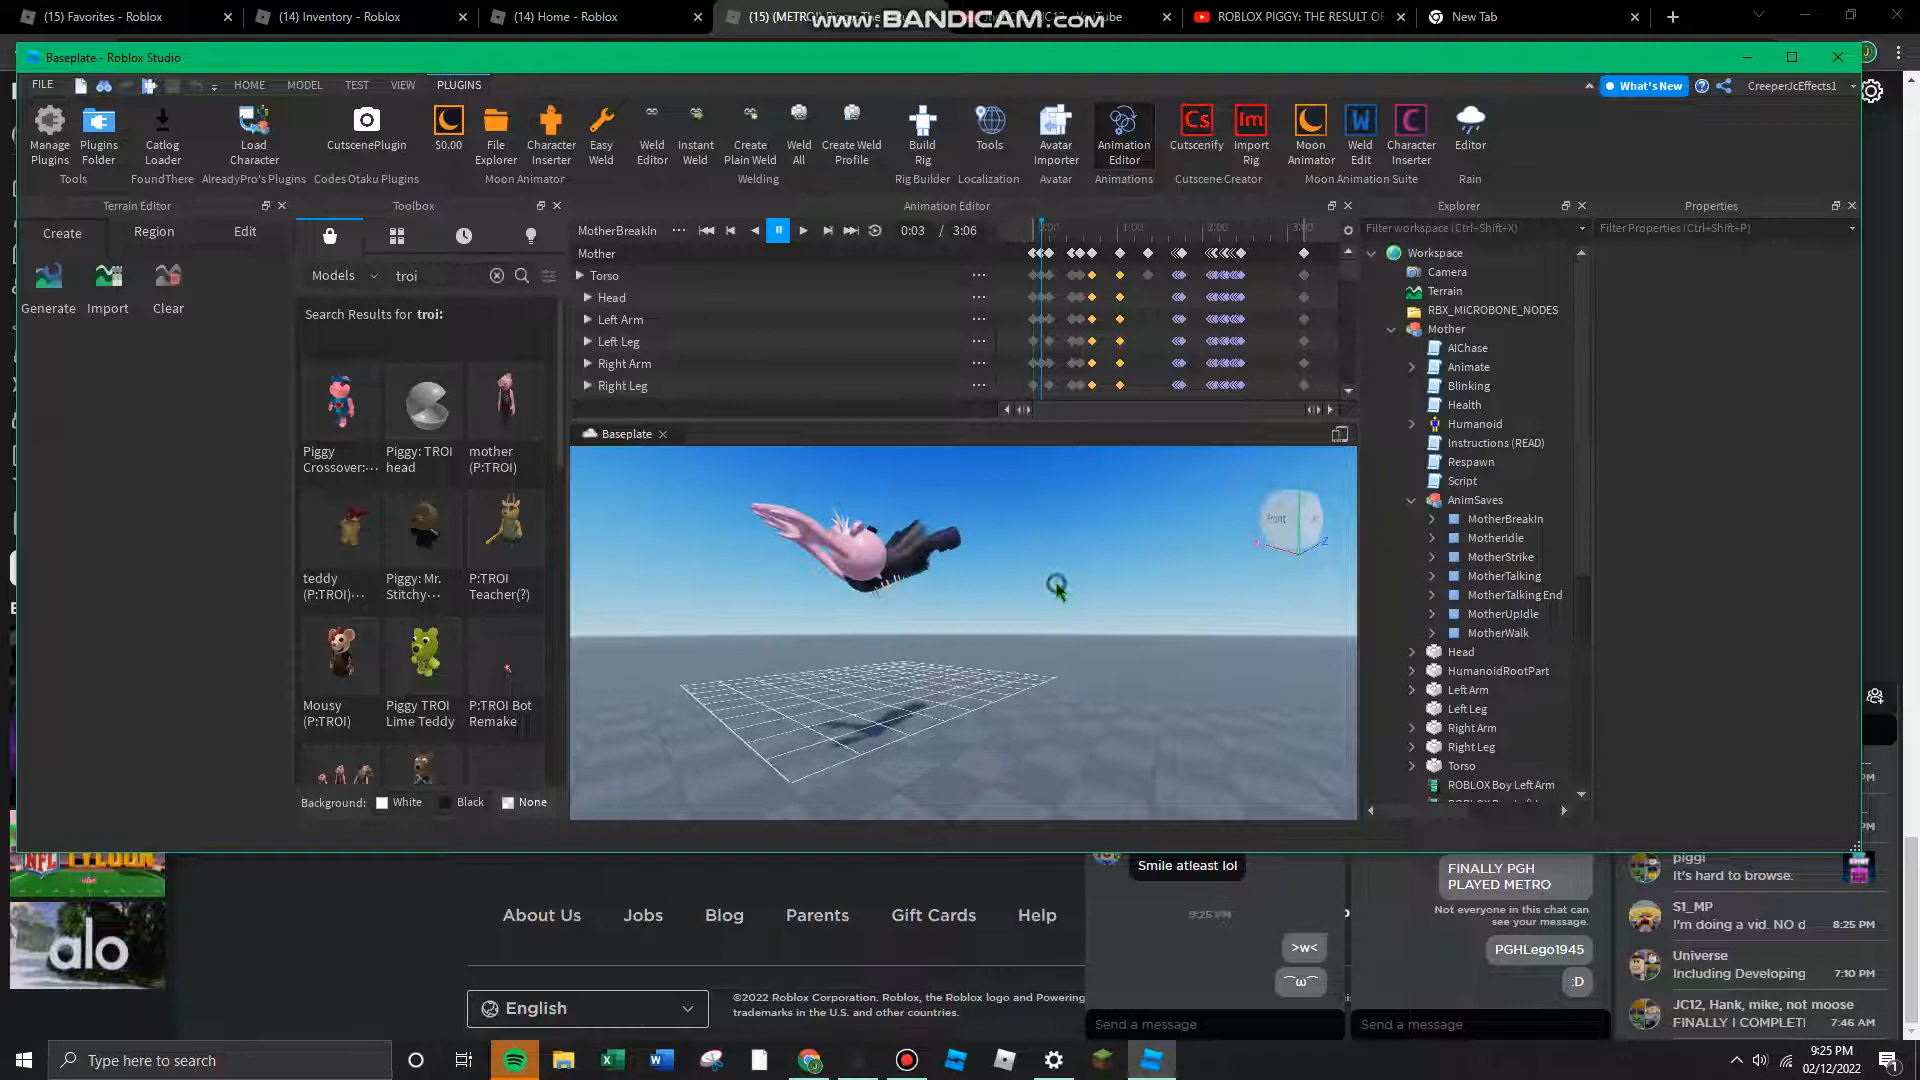 (15) Favorites - Roblox
(14) Inventory - Roblox
(14) Home - Roblox
www.BANDICAM.com
ROBLOX PIGGY: THE RESULT OF
New Tab
Baseplate - Roblox Studio
FILE
HOME
MODEL
TEST
VIEW
PLUGINS
What's New
CreeperJcEffects1
Manage Plugins
Plugins Folder
Catlog Loader
Load Character
CutscenePlugin
$0.00
File Explorer
Character Inserter
Easy Weld
Weld Editor
Instant Weld
Create Plain Weld
Weld All
Create Weld Profile
Build Rig
Tools
Avatar Importer
Animation Editor
Cutscenify
Import Rig
Moon Animator
Weld Edit
Character Inserter
Editor
Tools
FoundThere
AlreadyPro's Plugins
Codes Otaku Plugins
Moon Animator
Welding
Rig Builder
Localization
Avatar
Animations
Cutscene Creator
Moon Animation Suite
Rain
Terrain Editor
Toolbox
Animation Editor
Explorer
Properties
Create
Region
Edit
Generate
Import
Clear
Models
troi
Search Results for troi:
Piggy Crossover:...
Piggy: TROI head
mother (P:TROI)
teddy (P:TROI)...
Piggy: Mr. Stitchy...
P:TROI Teacher(?)
Mousy (P:TROI)
Piggy TROI Lime Teddy
P:TROI Bot Remake
Background:
White
Black
None
MotherBreakIn
0:03 / 3:06
1:00
2:00
Mother
Torso
Head
Left Arm
Left Leg
Right Arm
Right Leg
Baseplate
Front
Filter workspace (Ctrl+Shift+X)
Filter Properties (Ctrl+Shift+P)
Workspace
Camera
Terrain
RBX_MICROBONE_NODES
Mother
AIChase
Animate
Blinking
Health
Humanoid
Instructions (READ)
Respawn
Script
AnimSaves
MotherBreakIn
MotherIdle
MotherStrike
MotherTalking
MotherTalking End
MotherUpIdle
MotherWalk
Head
HumanoidRootPart
Left Arm
Left Leg
Right Arm
Right Leg
Torso
ROBLOX Boy Left Arm
NFL TYCOON
alo
About Us
Jobs
Blog
Parents
Gift Cards
Help
English
©2022 Roblox Corporation. Roblox, the Roblox logo and Powering
trademarks in the U.S. and other countries.
Smile atleast lol
9:25 PM
>w<
Send a message
FINALLY PGH
PLAYED METRO
Not everyone in this chat can
see your message.
PGHLego1945
:D
Send a message
piggi
It's hard to browse.
S1_MP
I'm doing a vid. NO d
8:25 PM
Universe
Including Developing
7:10 PM
JC12, Hank, mike, not moose
FINALLY I COMPLETI
7:46 AM
Type here to search
9:25 PM
02/12/2022
1